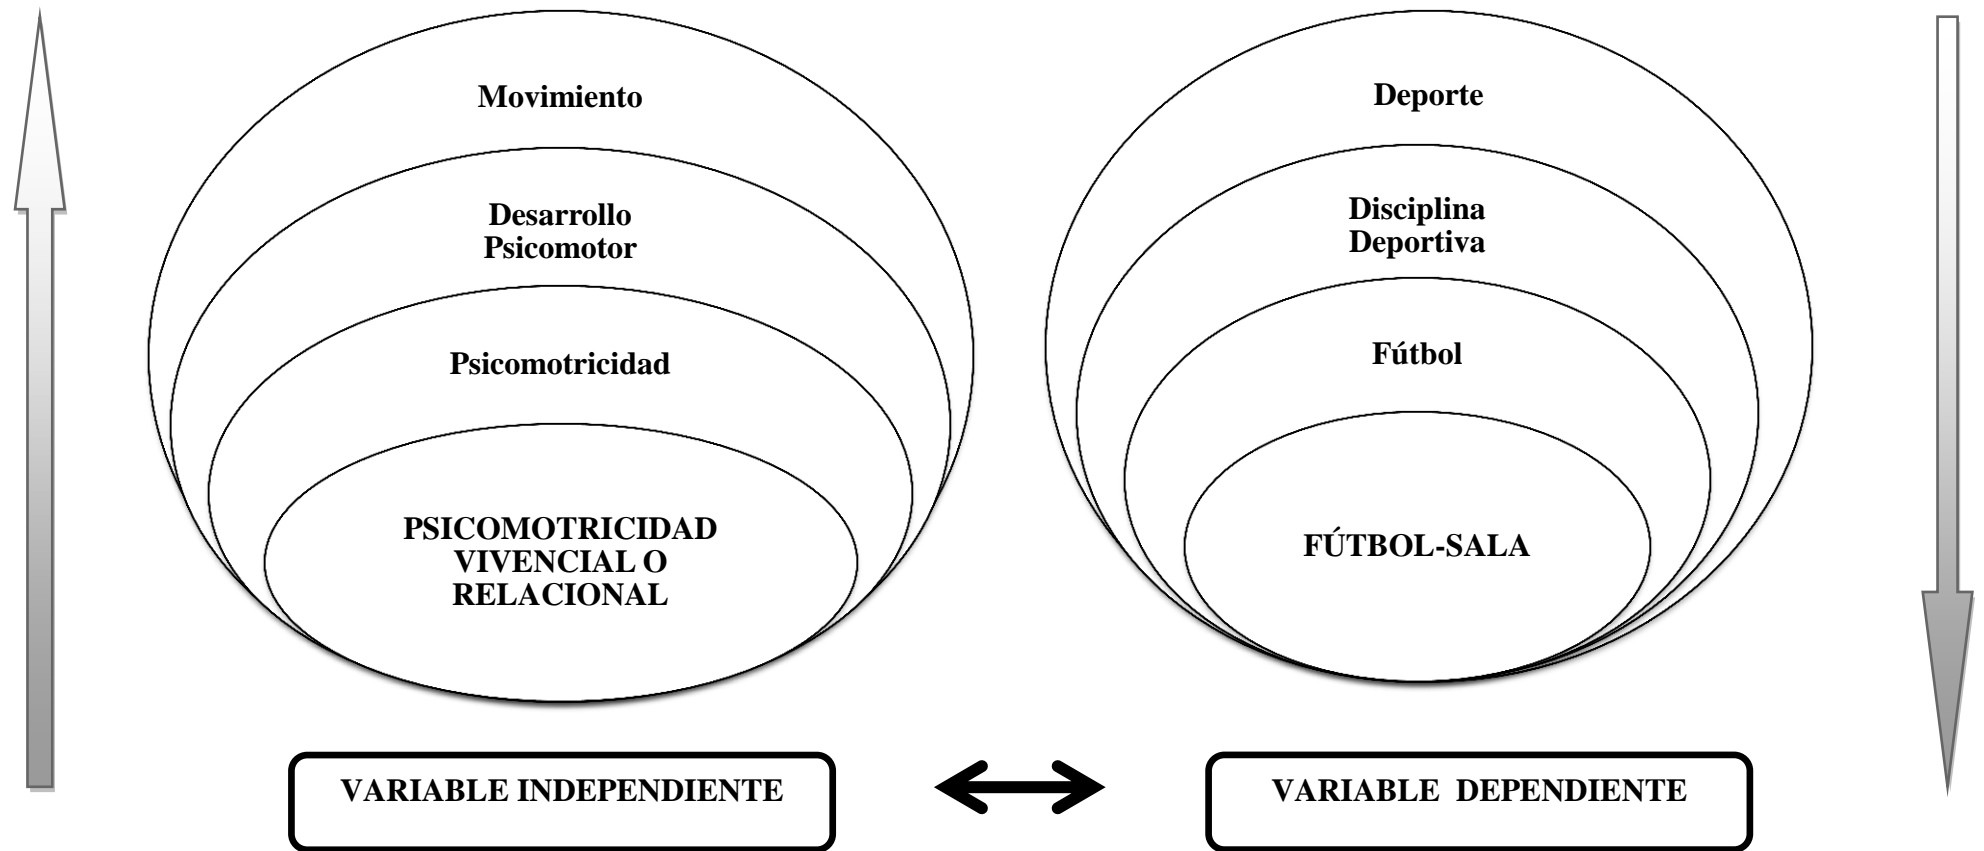 Movimiento
Desarrollo
Psicomotor
Psicomotricidad
PSICOMOTRICIDAD
VIVENCIAL O
RELACIONAL
Deporte
Disciplina
Deportiva
Fútbol
FÚTBOL-SALA
VARIABLE INDEPENDIENTE
VARIABLE DEPENDIENTE